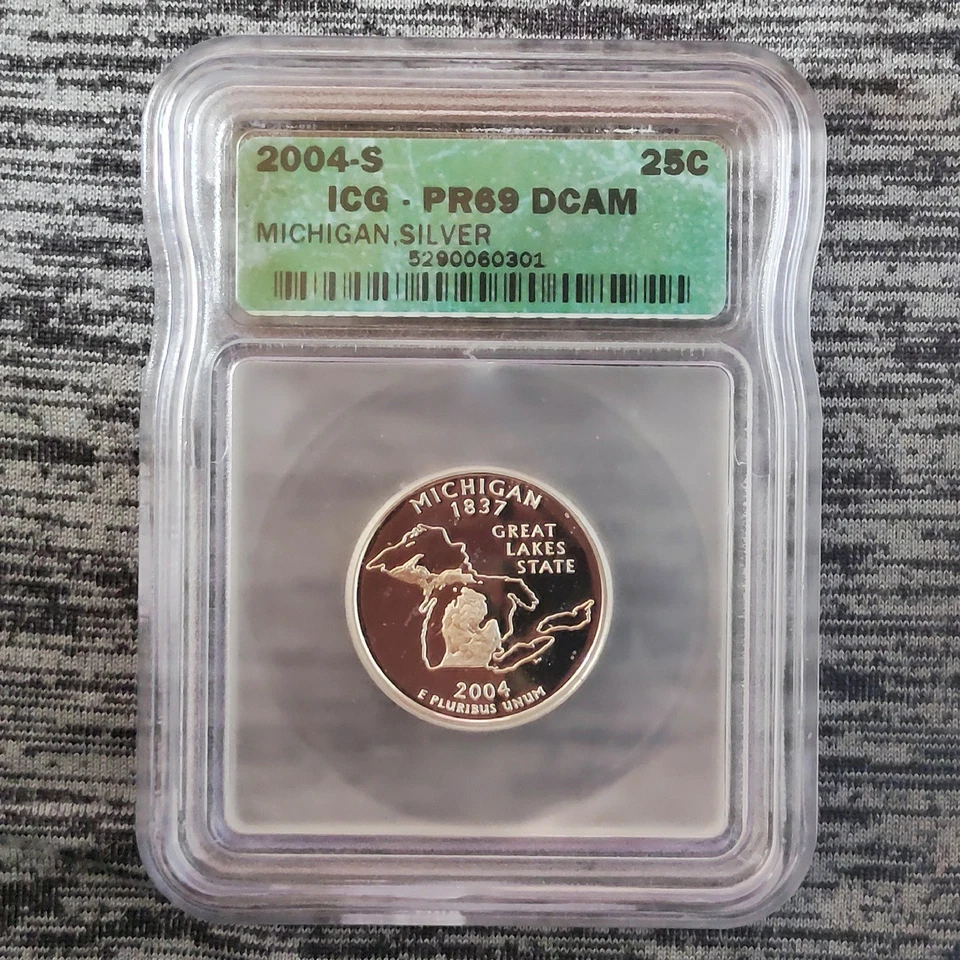 2004-S 25C
ICG - PR69 DCAM
MICHIGAN,SILVER
5290060301
MICHIGAN
1837
GREAT
LAKES
STATE
2004
E PLURIBUS UNUM